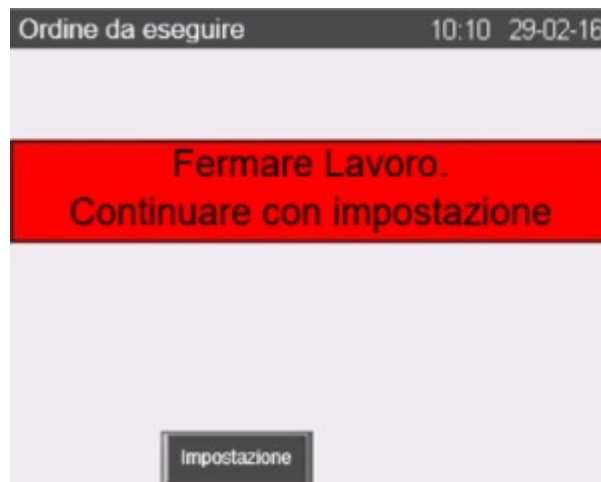 Ordine da eseguire 10:10 29-02-16
Fermare Lavoro.
Continuare con impostazione
Impostazione